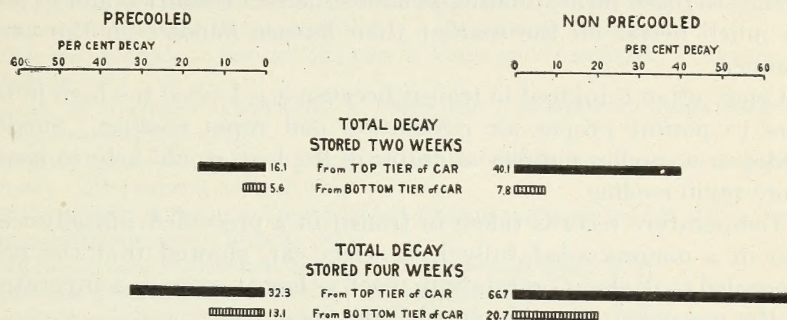 PRECOOLED
NON PRECOOLED
PER CENT DECAY
PER CENT DECAY
60 50 40 30 20 10 0
0 10 20 30 40 50 60
TOTAL DECAY
STORED TWO WEEKS
16.1 From TOP TIER of CAR 40.1
5.6 From BOTTOM TIER of CAR 7.8
TOTAL DECAY
STORED FOUR WEEKS
32.3 From TOP TIER of CAR 66.7
13.1 From BOTTOM TIER of CAR 20.7